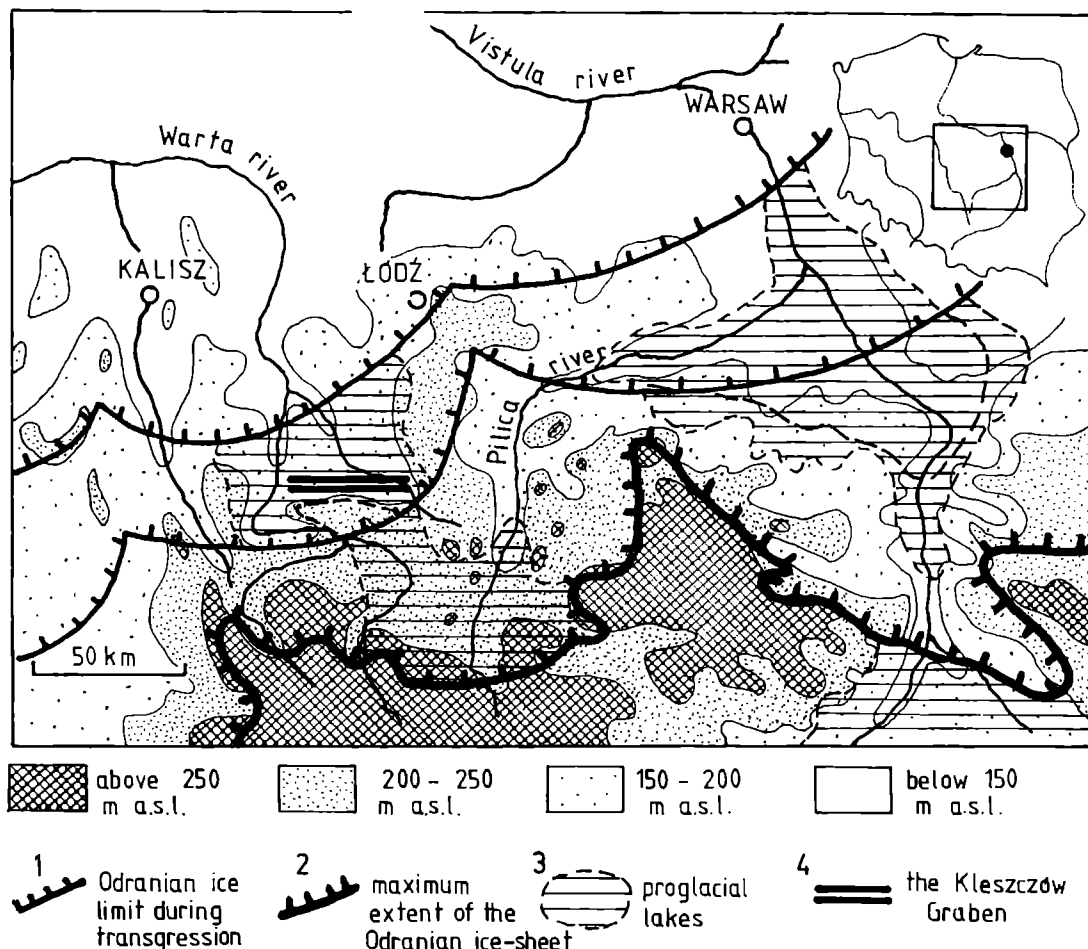 Vistula river
WARSAW
Warta river
KALISZ
ŁÓDŹ
Pilica river
50 km
above 250
m a.s.l.
200 - 250
m a.s.l.
150 - 200
m a.s.l.
below 150
m a.s.l.
1
Odranian ice
limit during
transgression
2
maximum
extent of the
Odranian ice-sheet
3
proglacial
lakes
4
the Kleszczów
Graben